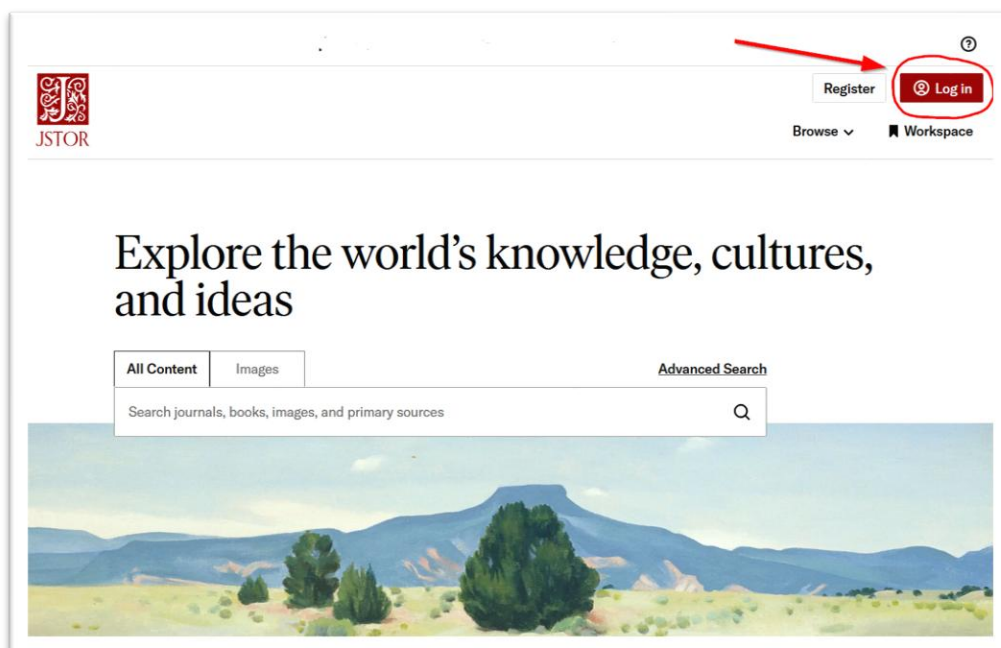 Register
Log in
JSTOR
Browse
Workspace
Explore the world's knowledge, cultures,
and ideas
All Content
Images
Advanced Search
Search journals, books, images, and primary sources